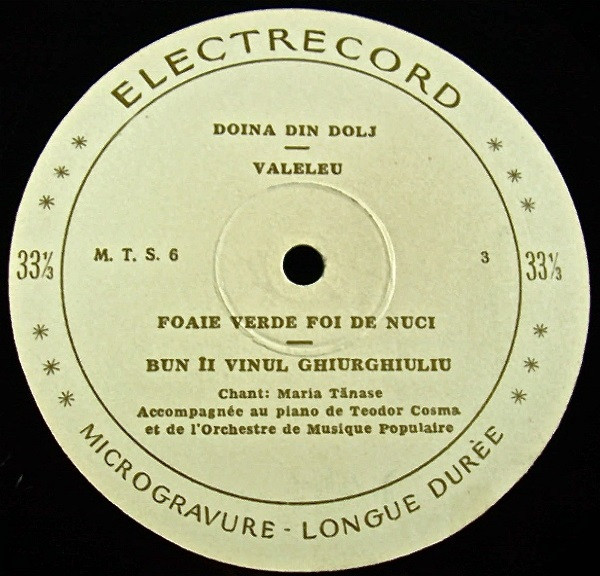 ELECTRECORD
DOINA DIN DOLJ
VALELEU
33⅓
M. T. S. 6
3
33⅓
FOAIE VERDE FOI DE NUCI
BUN ÎI VINUL GHIURGHIULIU
Chant: Maria Tănase
Accompagnée au piano de Teodor Cosma
et de l'Orchestre de Musique Populaire
MICROGRAVURE - LONGUE DURÈE